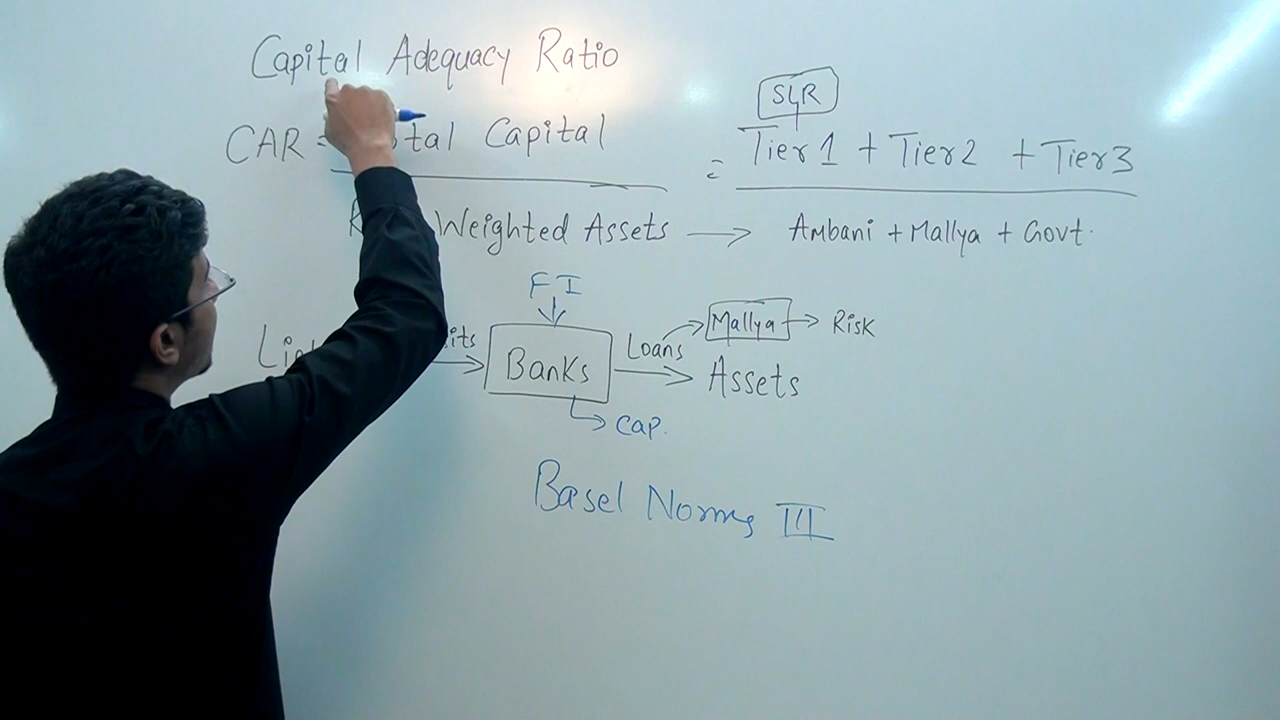 Capital Adequacy Ratio
CAR = tal Capital
Weighted Assets → Ambani + Mallya + Govt.
SLR
= Tier 1 + Tier 2 + Tier 3
FI
Banks
Loans
Mallya → Risk
Assets
Cap.
Basel Norms III